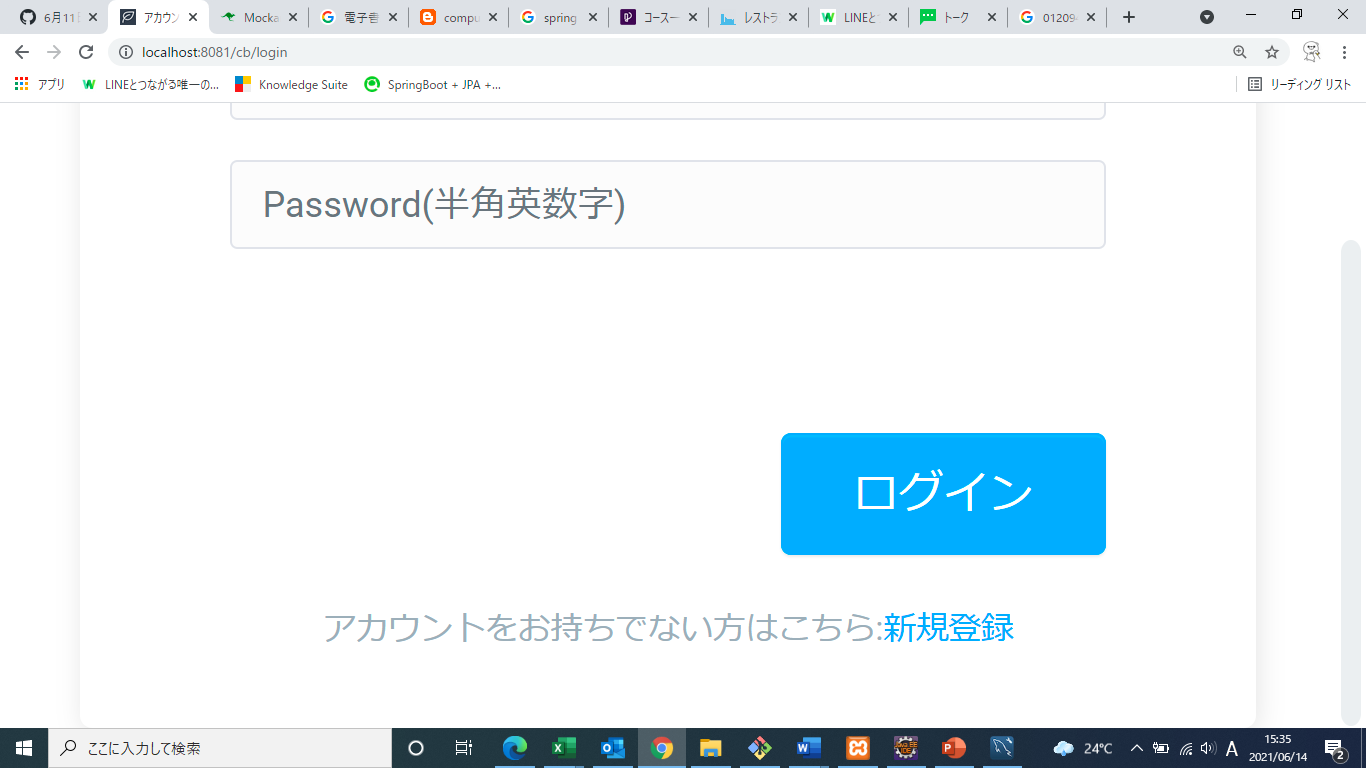 6月11
アカウン
Mocka
電子書
compu
spring
コース一
レストラ
LINEと
トーク
01209
localhost:8081/cb/login
アプリ
LINEとつながる唯一の...
Knowledge Suite
SpringBoot + JPA +...
リーディング リスト
Password(半角英数字)
ログイン
アカウントをお持ちでない方はこちら:新規登録
ここに入力して検索
24℃
A
15:35
2021/06/14
2